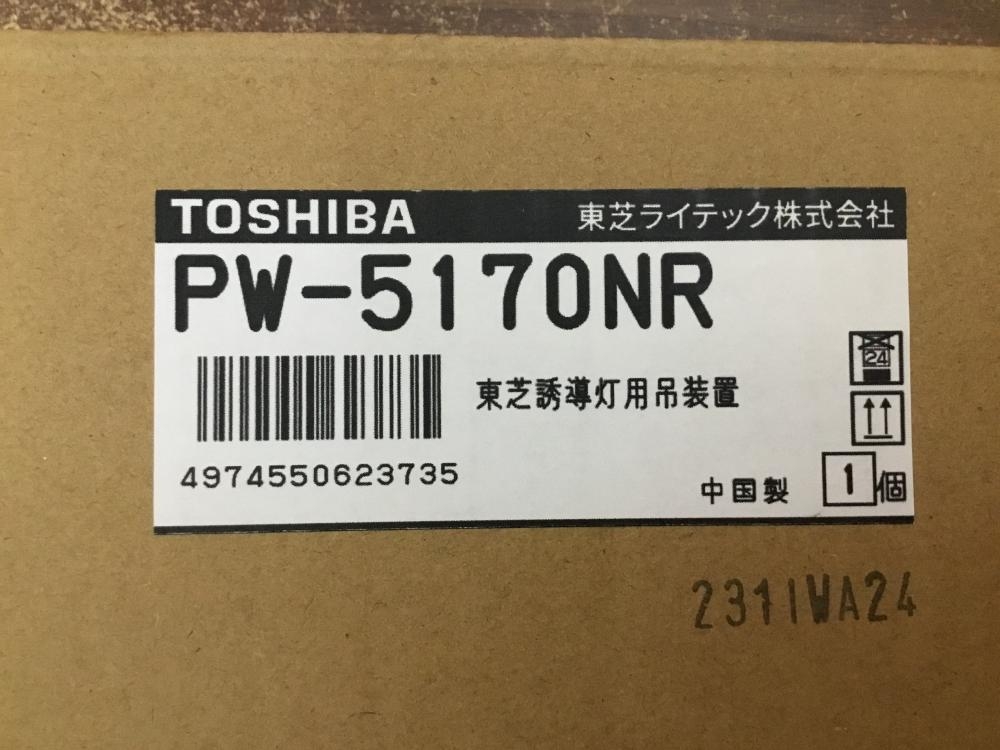 TOSHIBA 東芝ライテック株式会社
PW-5170NR
東芝誘導灯用吊装置
24
4974550623735
中国製 1個
2311WA24